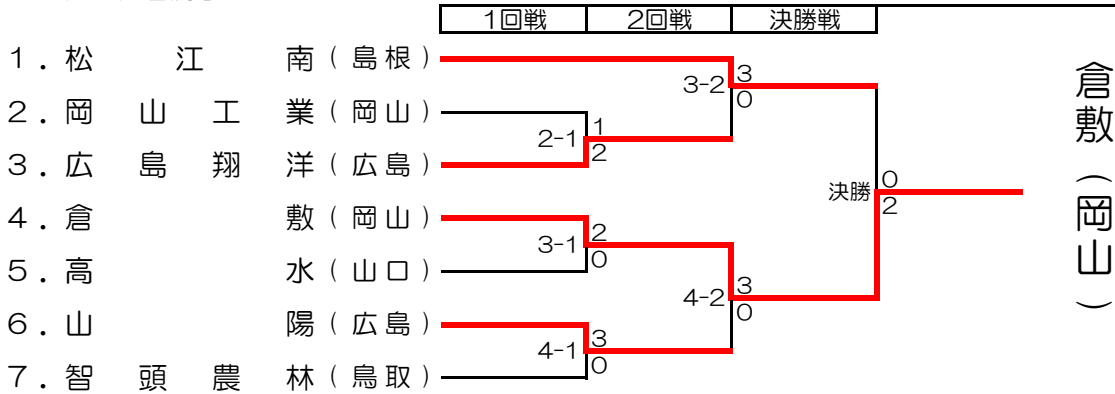 1回戦 2回戦 決勝戦
1．松江南（島根）
3-2 3
0
2．岡山工業（岡山）
2-1 1
2
3．広島翔洋（広島）
決勝 0
2
4．倉敷（岡山）
3-1 2
0
5．高水（山口）
4-2 3
0
6．山陽（広島）
4-1 3
0
7．智頭農林（鳥取）
倉敷（岡山）